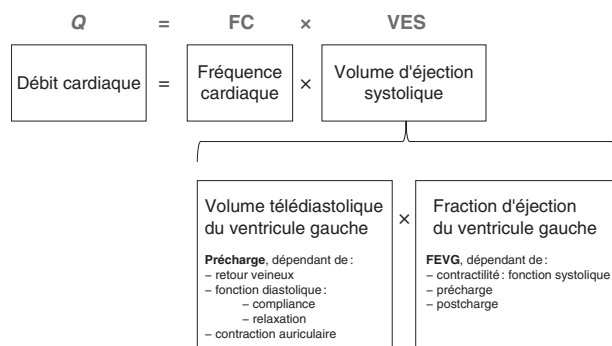 Q = FC × VES
Débit cardiaque = Fréquence cardiaque × Volume d'éjection systolique
Volume télédiastolique
du ventricule gauche
Précharge, dépendant de :
– retour veineux
– fonction diastolique :
– compliance
– relaxation
– contraction auriculaire
×
Fraction d'éjection
du ventricule gauche
FEVG, dépendant de :
– contractilité : fonction systolique
– précharge
– postcharge